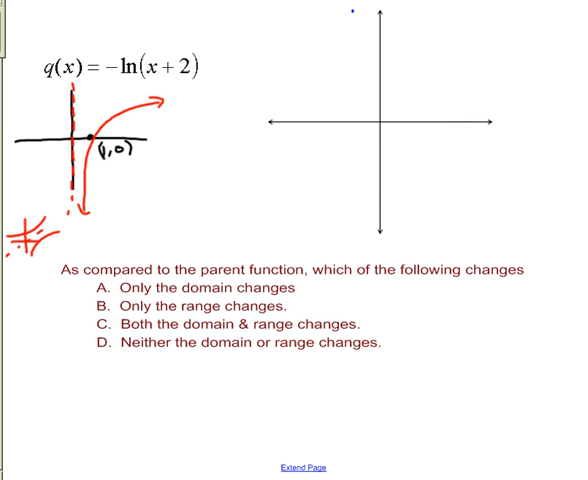 q(x) = −ln(x + 2)
(1,0)
As compared to the parent function, which of the following changes
A. Only the domain changes
B. Only the range changes.
C. Both the domain & range changes.
D. Neither the domain or range changes.
Extend Page